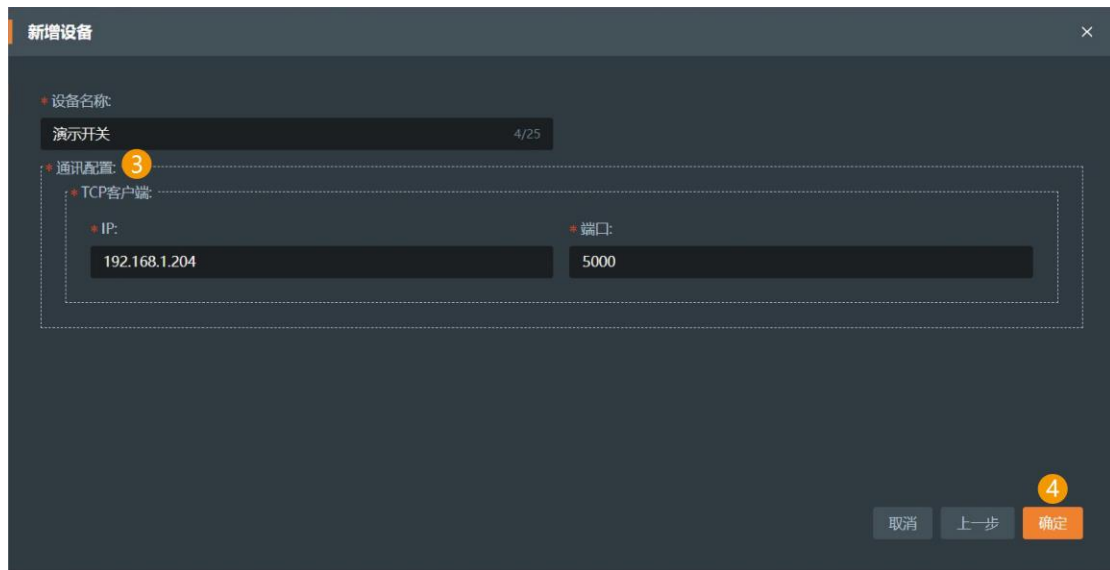 新增设备 ×
* 设备名称:
演示开关 4/25
* 通讯配置: 3
* TCP客户端:
* IP: * 端口:
192.168.1.204 5000
4
取消 上一步 确定